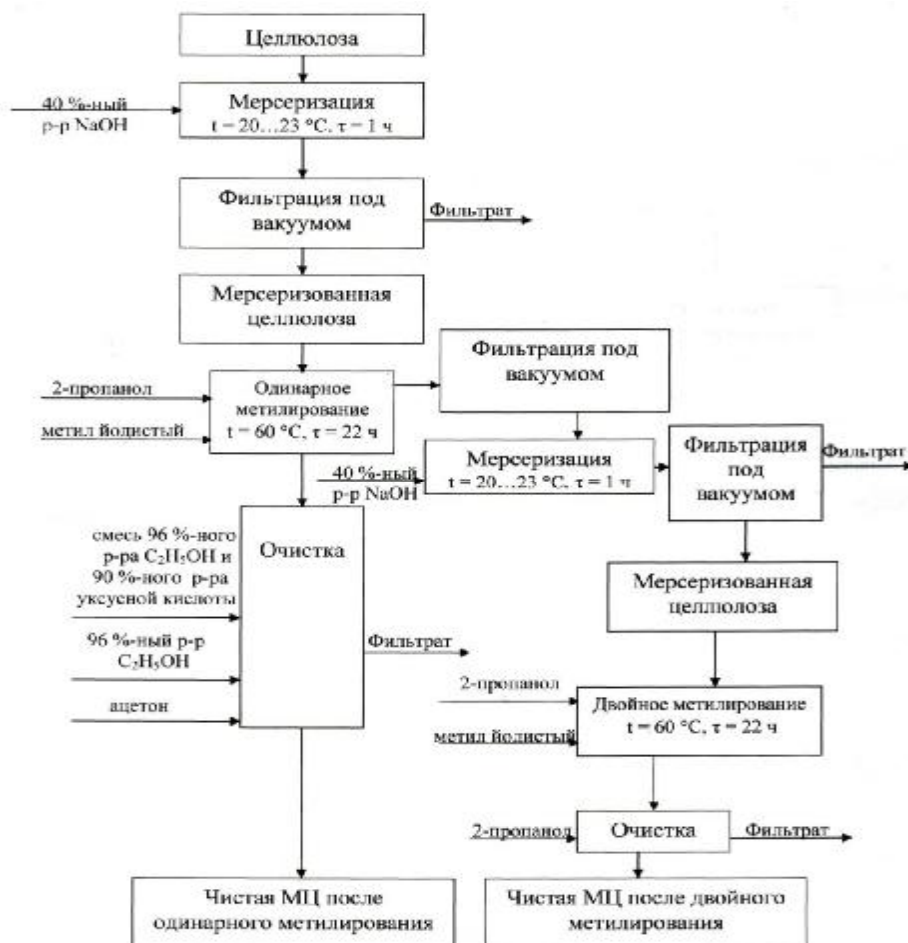 Целлюлоза
40 %-ный
р-р NaOH
Мерсеризация
t = 20...23 °C, τ = 1 ч
Фильтрация под
вакуумом
Фильтрат
Мерсеризованная
целлюлоза
2-пропанол
метил йодистый
Одинарное
метилирование
t = 60 °C, τ = 22 ч
Фильтрация под
вакуумом
40 %-ный
р-р NaOH
Мерсеризация
t = 20...23 °C, τ = 1 ч
Фильтрация
под
вакуумом
Фильтрат
смесь 96 %-ного
р-ра C₂H₅OH и
90 %-ного р-ра
уксусной кислоты
96 %-ный р-р
C₂H₅OH
ацетон
Очистка
Фильтрат
Мерсеризованная
целлюлоза
2-пропанол
метил йодистый
Двойное метилирование
t = 60 °C, τ = 22 ч
2-пропанол
Очистка
Фильтрат
Чистая МЦ после
одинарного метилирования
Чистая МЦ после двойного
метилирования